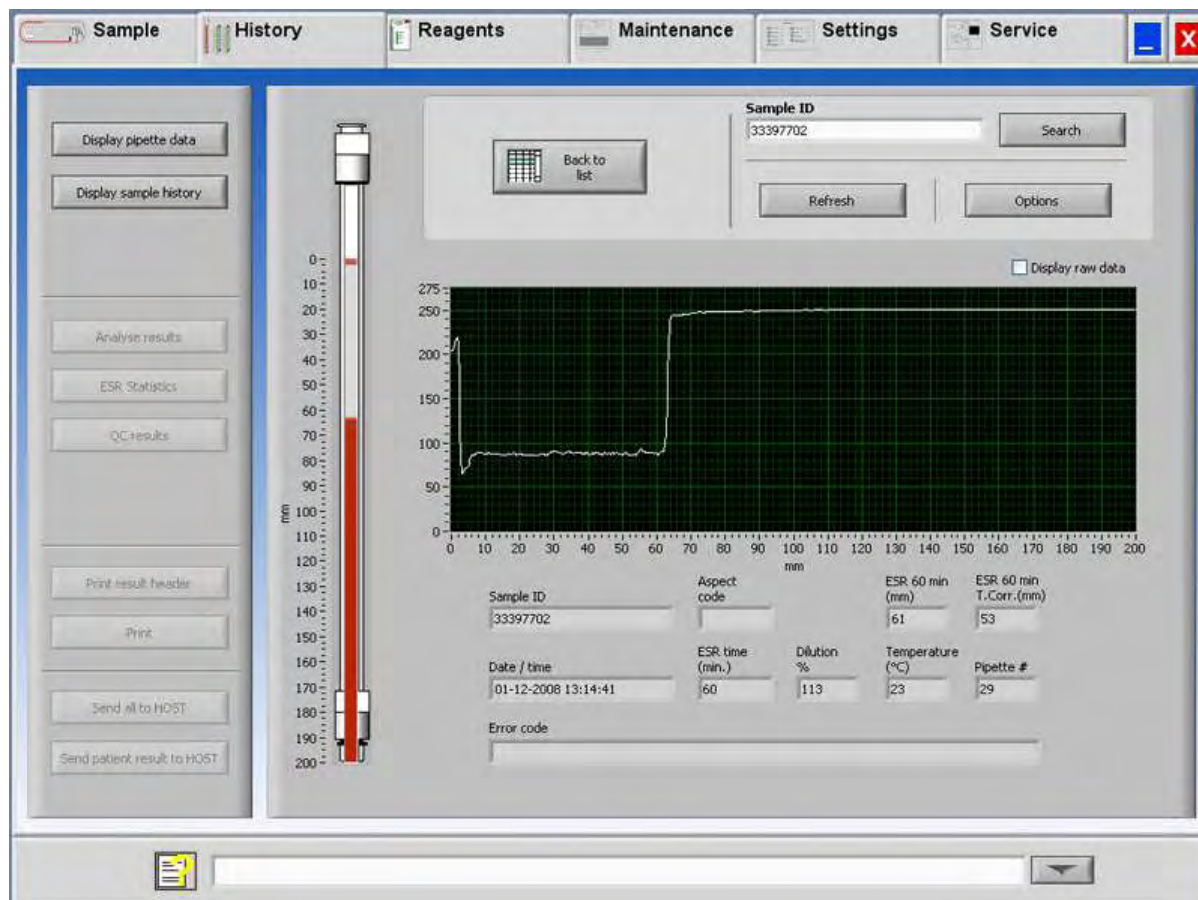 Sample History Reagents Maintenance Settings Service
Display pipette data
Display sample history
Analyse results
ESR Statistics
QC results
Print result header
Print
Send all to HOST
Send patient result to HOST
0
10
20
30
40
50
60
70
80
90
100
110
120
130
140
150
160
170
180
190
200
mm
Back to
list
Sample ID
33397702
Search
Refresh
Options
Display raw data
275
250
200
150
100
50
0
0 10 20 30 40 50 60 70 80 90 100 110 120 130 140 150 160 170 180 190 200
mm
Sample ID
33397702
Aspect
code
ESR 60 min
(mm)
61
ESR 60 min
T.Corr.(mm)
53
Date / time
01-12-2008 13:14:41
ESR time
(min.)
60
Dilution
%
113
Temperature
(°C)
23
Pipette #
29
Error code